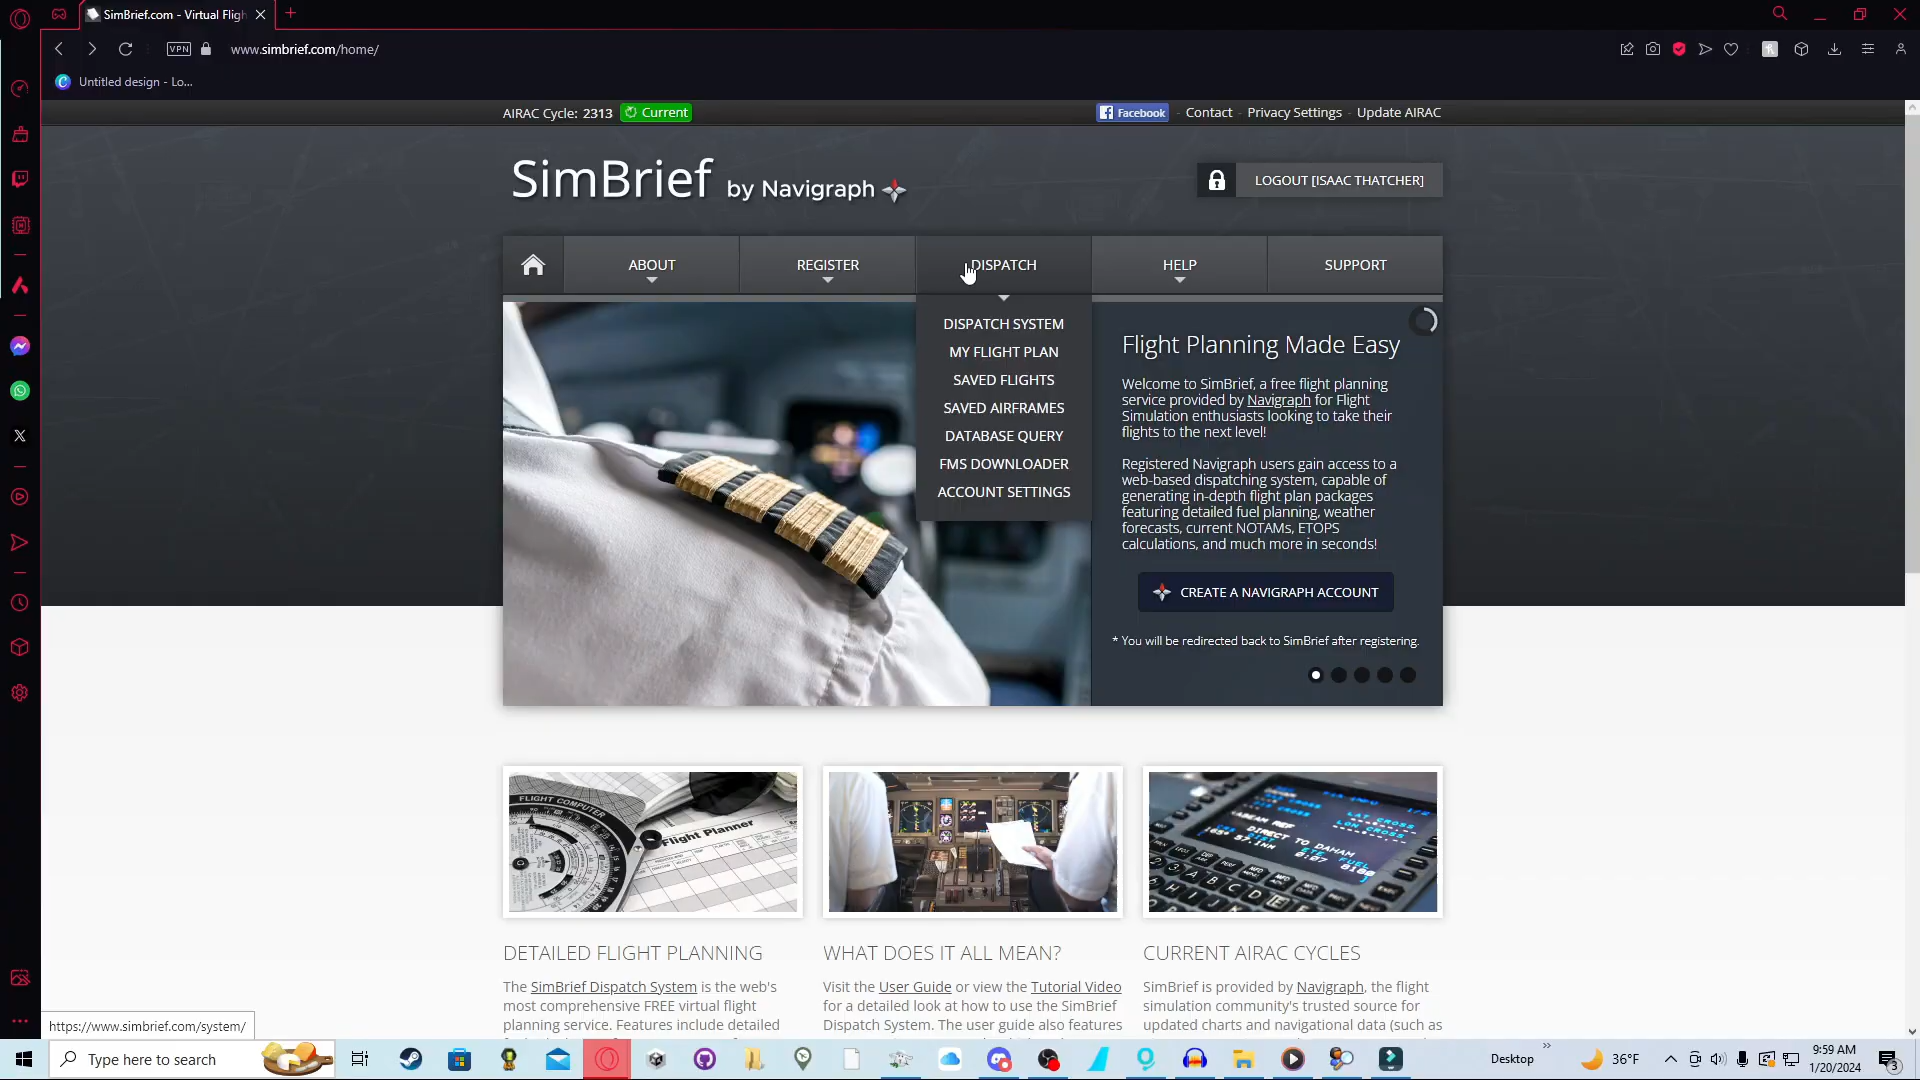 SimBrief.com - Virtual Fligh
VPN
www.simbrief.com/home/
Untitled design - Lo...
AIRAC Cycle: 2313 Current
Facebook - Contact - Privacy Settings - Update AIRAC
SimBrief by Navigraph
LOGOUT [ISAAC THATCHER]
ABOUT
REGISTER
DISPATCH
HELP
SUPPORT
DISPATCH SYSTEM
MY FLIGHT PLAN
SAVED FLIGHTS
SAVED AIRFRAMES
DATABASE QUERY
FMS DOWNLOADER
ACCOUNT SETTINGS
Flight Planning Made Easy
Welcome to SimBrief, a free flight planning
service provided by Navigraph for Flight
Simulation enthusiasts looking to take their
flights to the next level!
Registered Navigraph users gain access to a
web-based dispatching system, capable of
generating in-depth flight plan packages
featuring detailed fuel planning, weather
forecasts, current NOTAMs, ETOPS
calculations, and much more in seconds!
CREATE A NAVIGRAPH ACCOUNT
* You will be redirected back to SimBrief after registering.
FLIGHT COMPUTER
Flight Planner
LAT CROSS
LON CROSS
ABEAM REF
DIRECT TO DAHAM
DETAILED FLIGHT PLANNING
The SimBrief Dispatch System is the web's
most comprehensive FREE virtual flight
planning service. Features include detailed
WHAT DOES IT ALL MEAN?
Visit the User Guide or view the Tutorial Video
for a detailed look at how to use the SimBrief
Dispatch System. The user guide also features
CURRENT AIRAC CYCLES
SimBrief is provided by Navigraph, the flight
simulation community's trusted source for
updated charts and navigational data (such as
https://www.simbrief.com/system/
Type here to search
Desktop
36°F
9:59 AM
1/20/2024
3